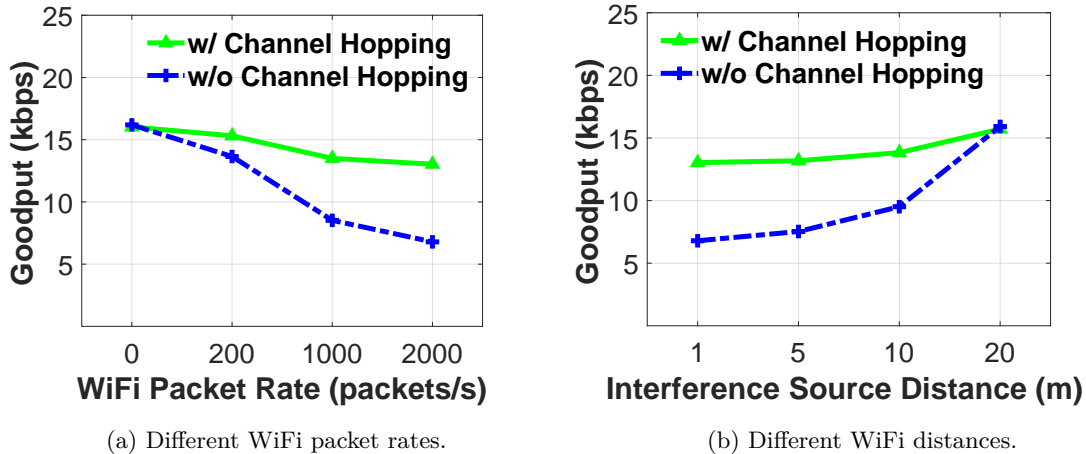 25
20
15
10
5
Goodput (kbps)
w/ Channel Hopping
w/o Channel Hopping
0 200 1000 2000
WiFi Packet Rate (packets/s)
(a) Different WiFi packet rates.
25
20
15
10
5
Goodput (kbps)
w/ Channel Hopping
w/o Channel Hopping
1 5 10 20
Interference Source Distance (m)
(b) Different WiFi distances.